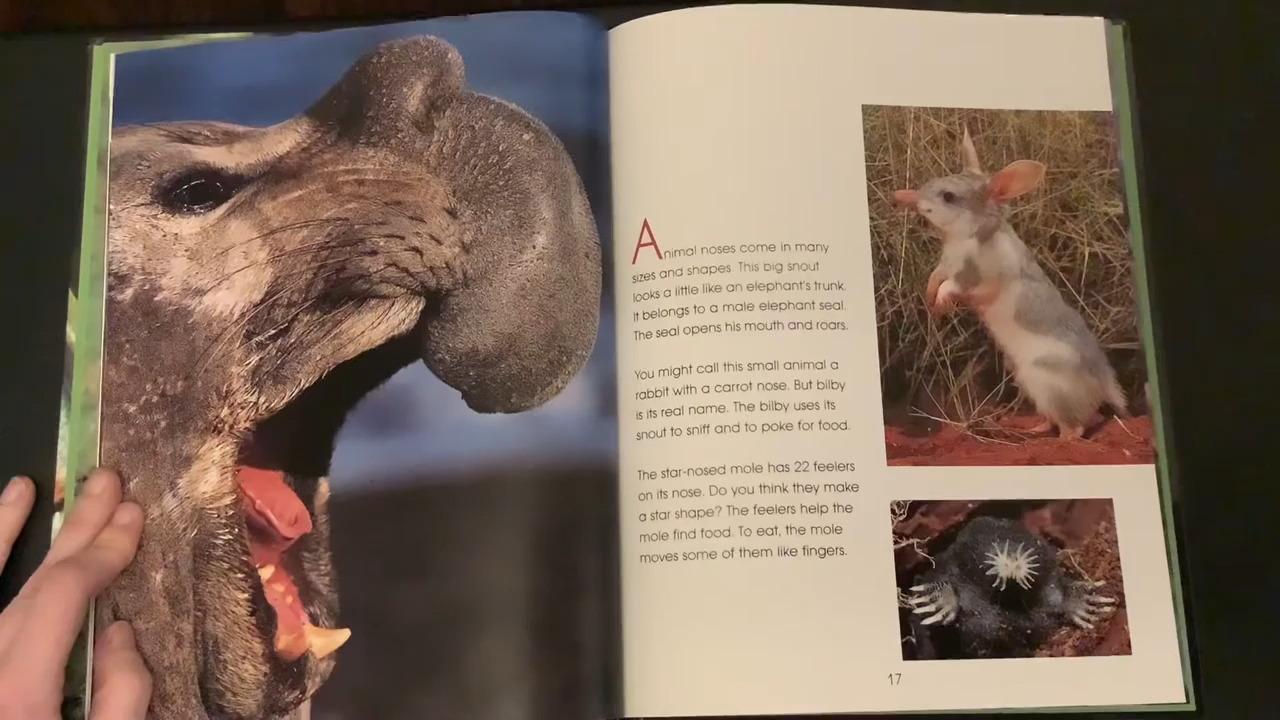 Animal noses come in many
sizes and shapes. This big snout
looks a little like an elephant's trunk.
It belongs to a male elephant seal.
The seal opens his mouth and roars.
You might call this small animal a
rabbit with a carrot nose. But bilby
is its real name. The bilby uses its
snout to sniff and to poke for food.
The star-nosed mole has 22 feelers
on its nose. Do you think they make
a star shape? The feelers help the
mole find food. To eat, the mole
moves some of them like fingers.
17